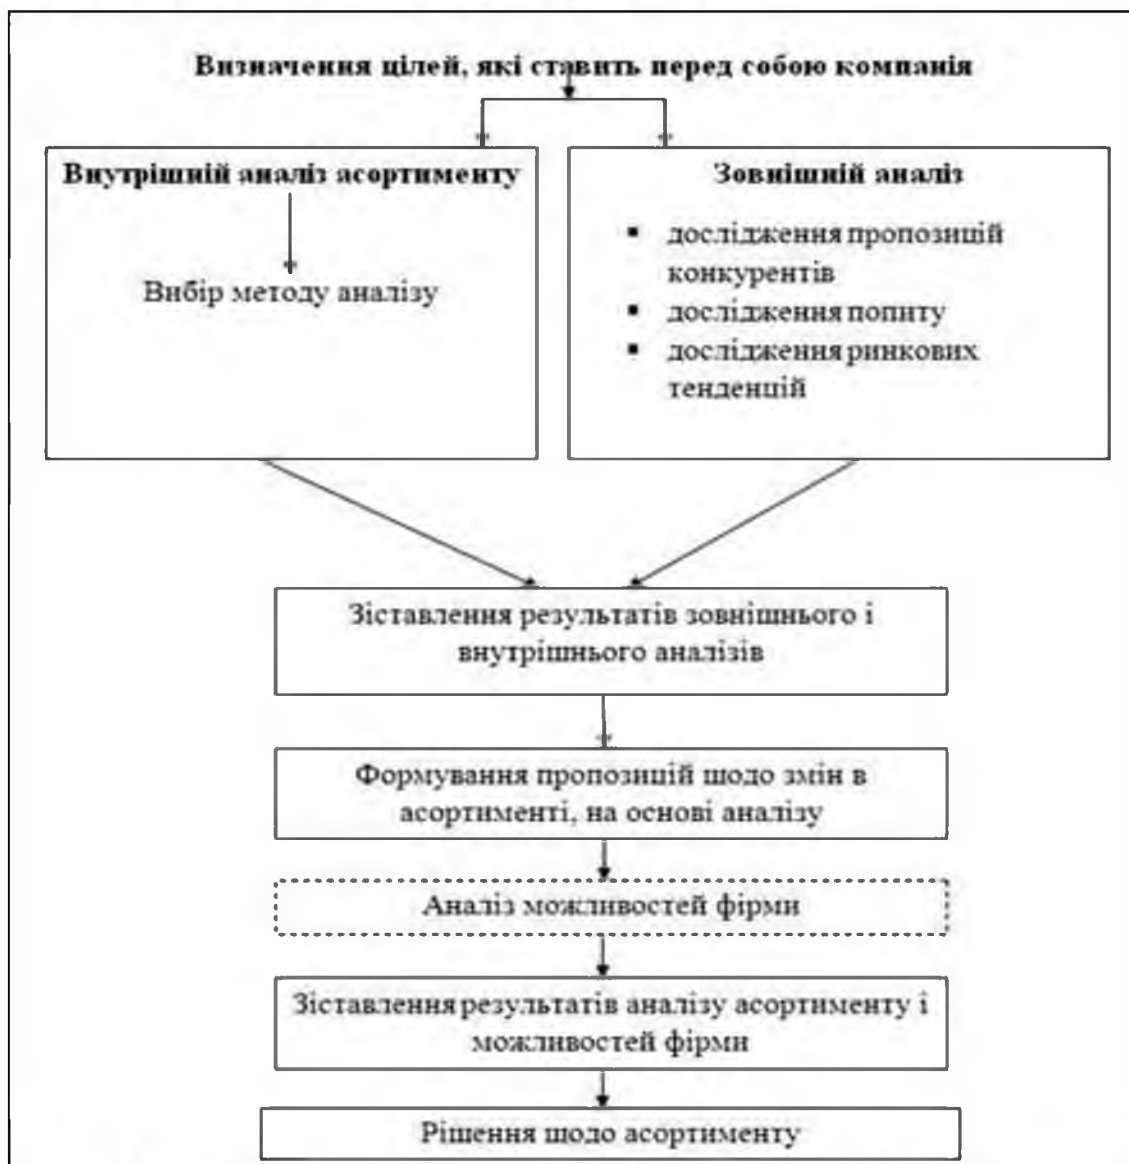 Визначення цілей, які ставить перед собою компанія
Внутрішній аналіз асортименту
Вибір методу аналізу
Зовнішній аналіз
▪ дослідження пропозицій
конкурентів
▪ дослідження попиту
▪ дослідження ринкових
тенденцій
Зіставлення результатів зовнішнього і
внутрішнього аналізів
Формування пропозицій щодо змін в
асортименті, на основі аналізу
Аналіз можливостей фірми
Зіставлення результатів аналізу асортименту і
можливостей фірми
Рішення щодо асортименту